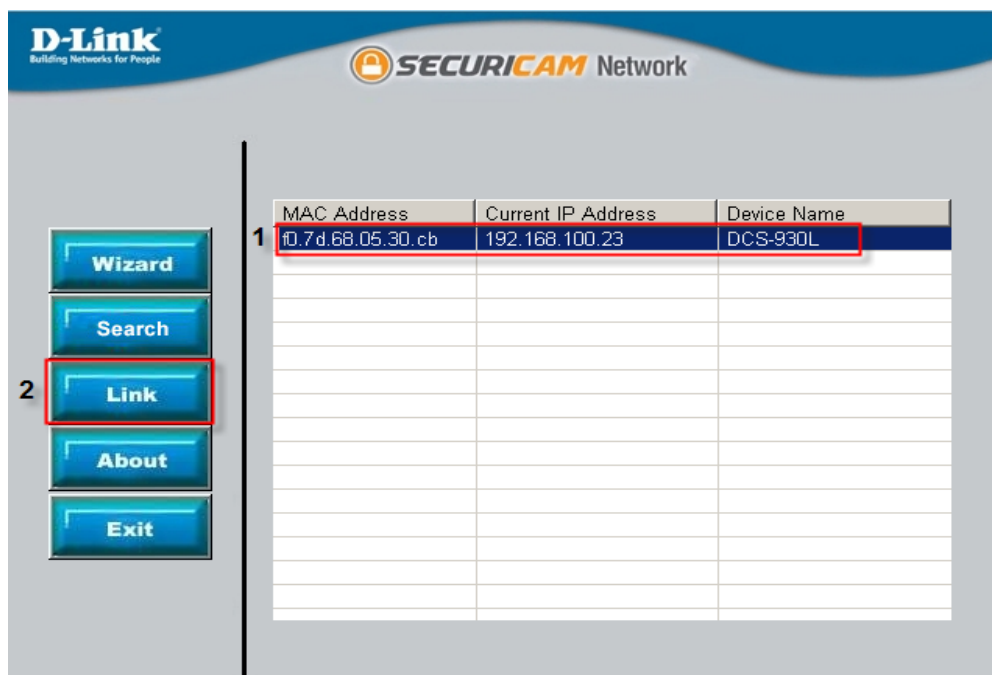 D-Link
Building Networks for People
SECURICAM Network
MAC Address Current IP Address Device Name
1 f0.7d.68.05.30.cb 192.168.100.23 DCS-930L
Wizard
Search
2 Link
About
Exit